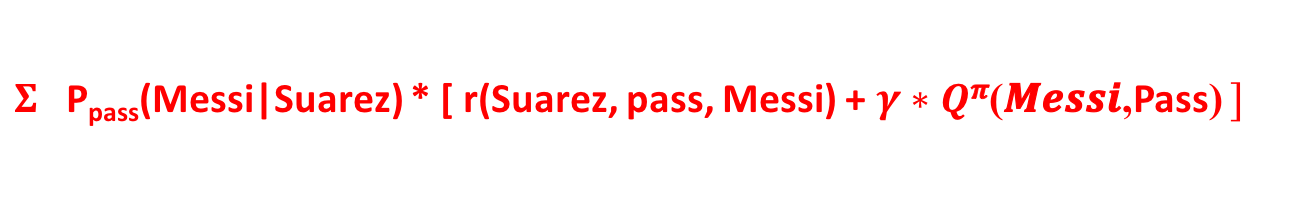 Σ P_pass(Messi|Suarez) * [ r(Suarez, pass, Messi) + γ * Q^π(Messi,Pass) ]